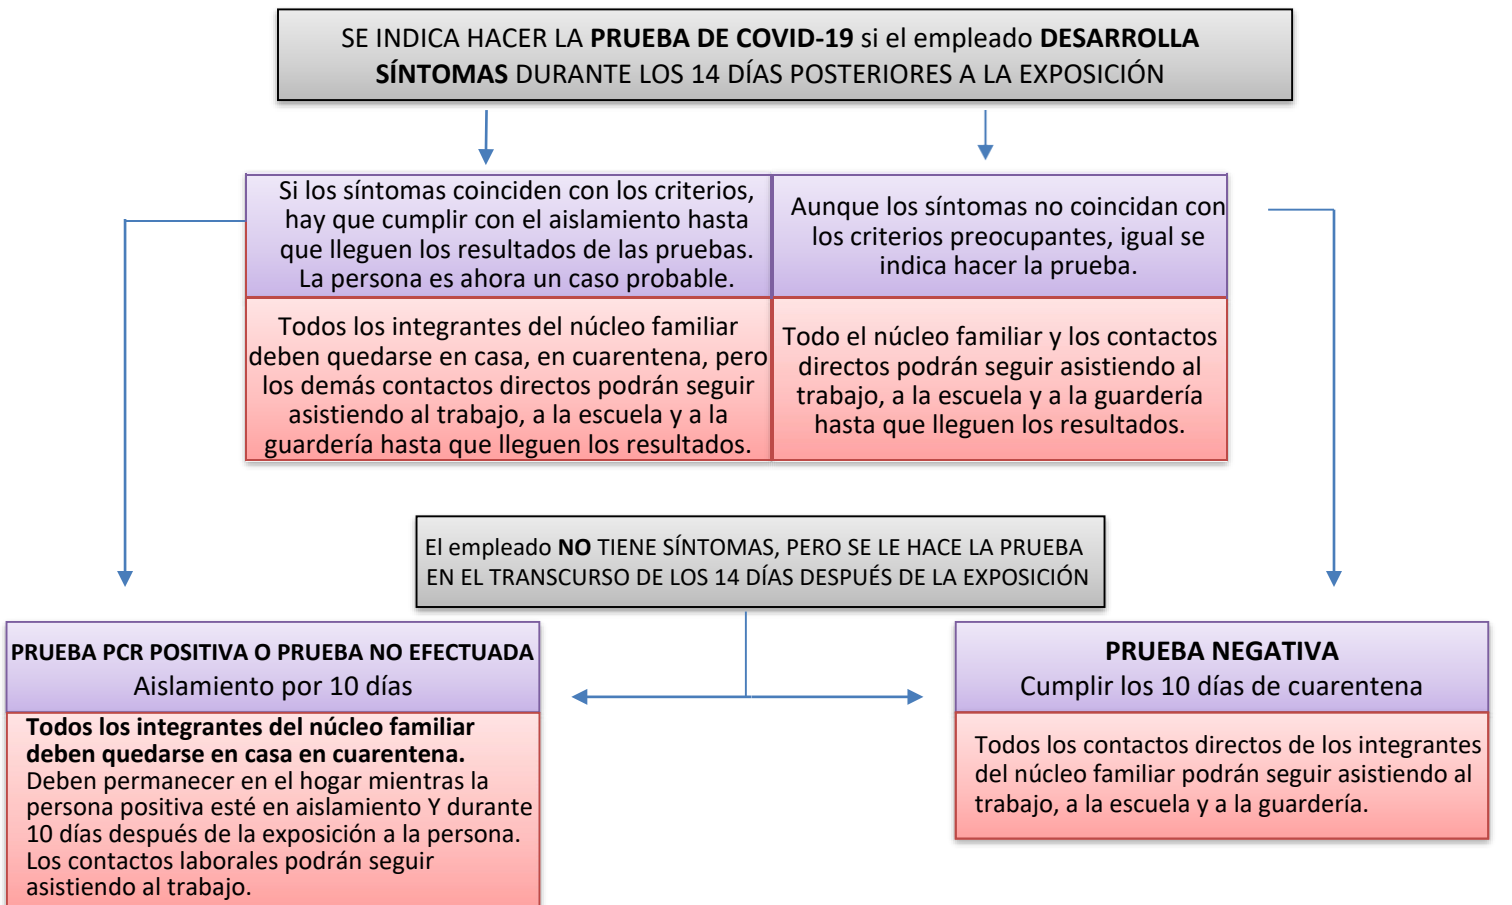 SE INDICA HACER LA PRUEBA DE COVID-19 si el empleado DESARROLLA
SÍNTOMAS DURANTE LOS 14 DÍAS POSTERIORES A LA EXPOSICIÓN
Si los síntomas coinciden con los criterios,
hay que cumplir con el aislamiento hasta
que lleguen los resultados de las pruebas.
La persona es ahora un caso probable.
Aunque los síntomas no coincidan con
los criterios preocupantes, igual se
indica hacer la prueba.
Todos los integrantes del núcleo familiar
deben quedarse en casa, en cuarentena, pero
los demás contactos directos podrán seguir
asistiendo al trabajo, a la escuela y a la
guardería hasta que lleguen los resultados.
Todo el núcleo familiar y los contactos
directos podrán seguir asistiendo al
trabajo, a la escuela y a la guardería
hasta que lleguen los resultados.
El empleado NO TIENE SÍNTOMAS, PERO SE LE HACE LA PRUEBA
EN EL TRANSCURSO DE LOS 14 DÍAS DESPUÉS DE LA EXPOSICIÓN
PRUEBA PCR POSITIVA O PRUEBA NO EFECTUADA
Aislamiento por 10 días
Todos los integrantes del núcleo familiar
deben quedarse en casa en cuarentena.
Deben permanecer en el hogar mientras la
persona positiva esté en aislamiento Y durante
10 días después de la exposición a la persona.
Los contactos laborales podrán seguir
asistiendo al trabajo.
PRUEBA NEGATIVA
Cumplir los 10 días de cuarentena
Todos los contactos directos de los integrantes
del núcleo familiar podrán seguir asistiendo al
trabajo, a la escuela y a la guardería.